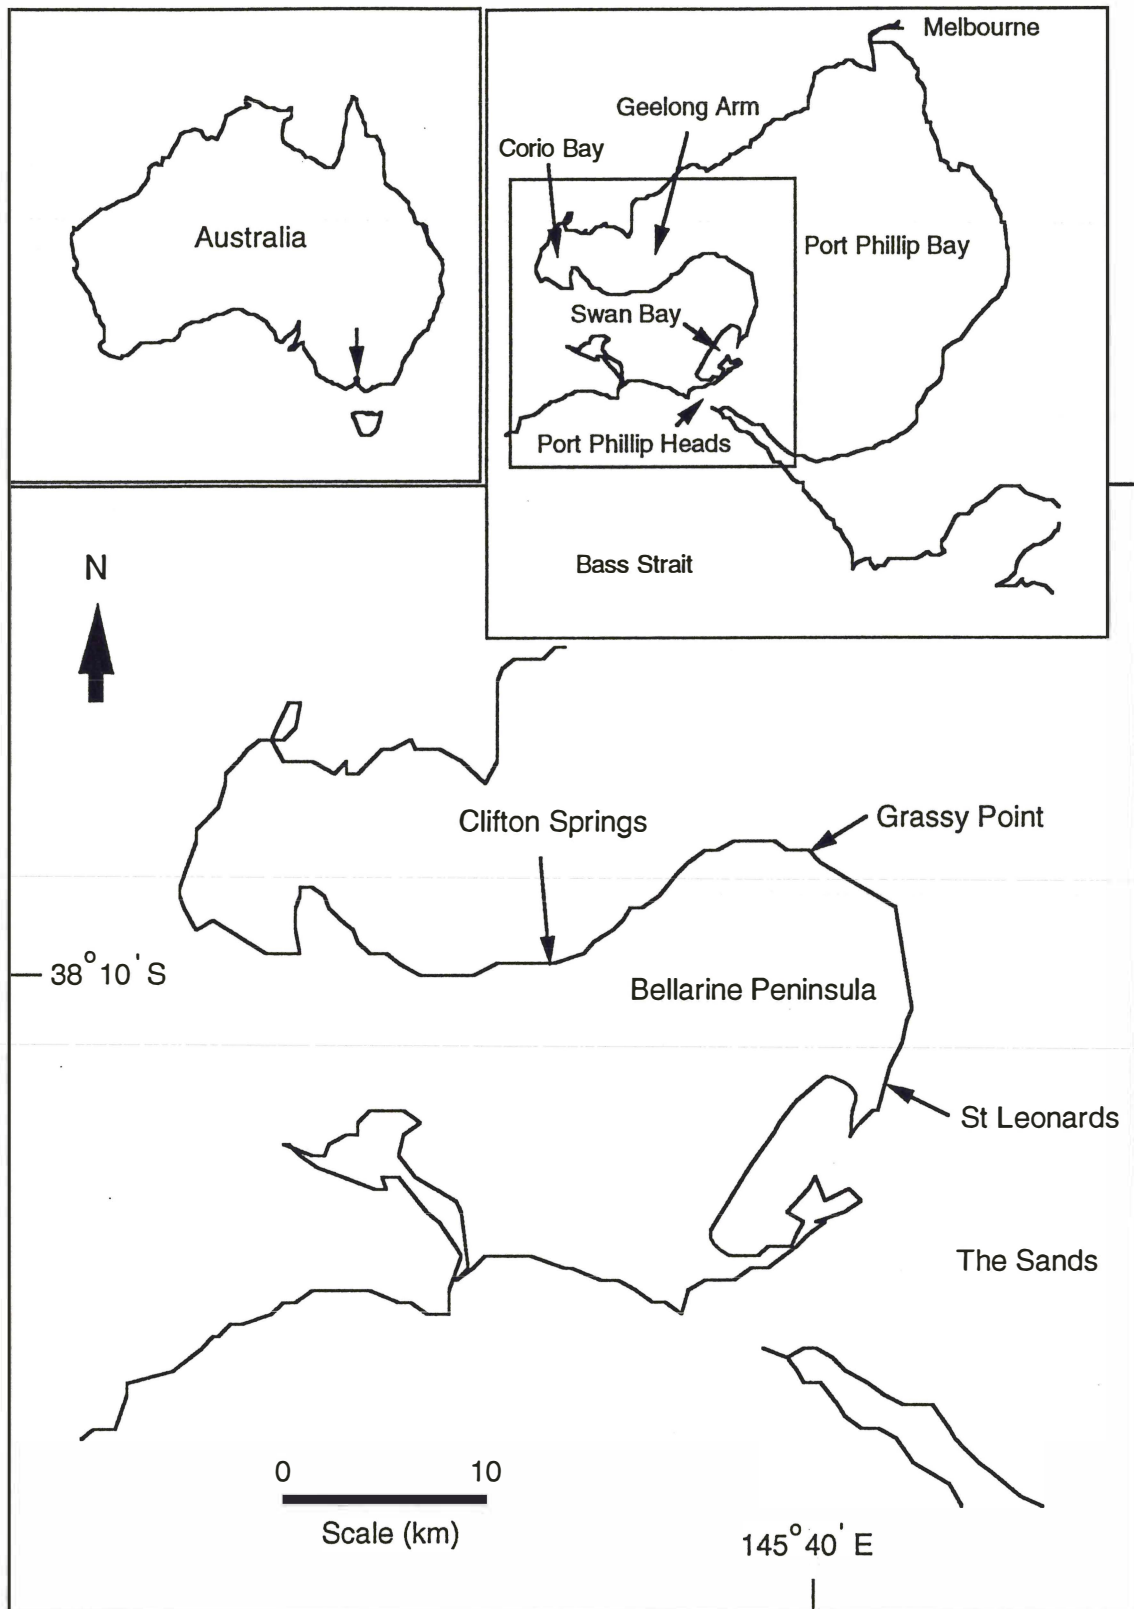 Melbourne
Geelong Arm
Corio Bay
Australia
Port Phillip Bay
Swan Bay
Port Phillip Heads
Bass Strait
N
Clifton Springs
Grassy Point
38°10'S
Bellarine Peninsula
St Leonards
The Sands
0 10
Scale (km)
145°40' E